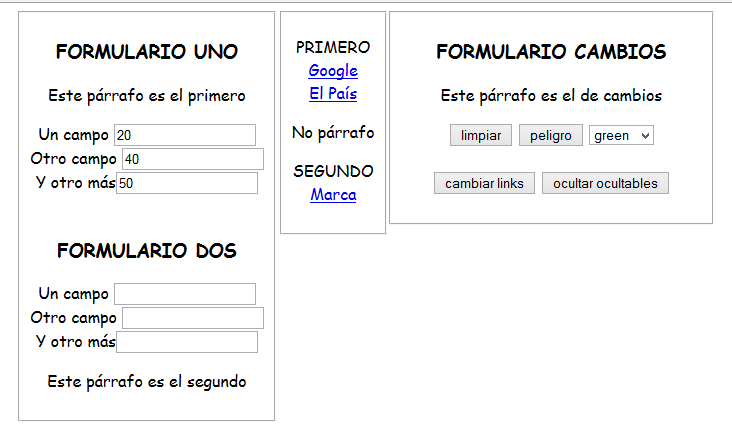 FORMULARIO UNO
Este párrafo es el primero
Un campo 20
Otro campo 40
Y otro más 50
FORMULARIO DOS
Un campo
Otro campo
Y otro más
Este párrafo es el segundo
PRIMERO
Google
El País
No párrafo
SEGUNDO
Marca
FORMULARIO CAMBIOS
Este párrafo es el de cambios
limpiar peligro green
cambiar links ocultar ocultables